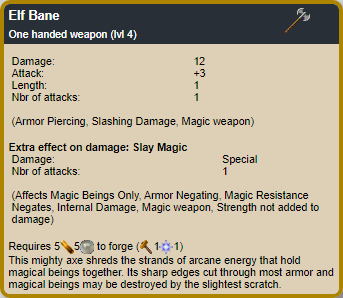 Elf Bane
One handed weapon (lvl 4)
Damage: 12
Attack: +3
Length: 1
Nbr of attacks: 1
(Armor Piercing, Slashing Damage, Magic weapon)
Extra effect on damage: Slay Magic
Damage: Special
Nbr of attacks: 1
(Affects Magic Beings Only, Armor Negating, Magic Resistance
Negates, Internal Damage, Magic weapon, Strength not added to
damage)
Requires 5 5 to forge ( 1 1)
This mighty axe shreds the strands of arcane energy that hold
magical beings together. Its sharp edges cut through most armor and
magical beings may be destroyed by the slightest scratch.